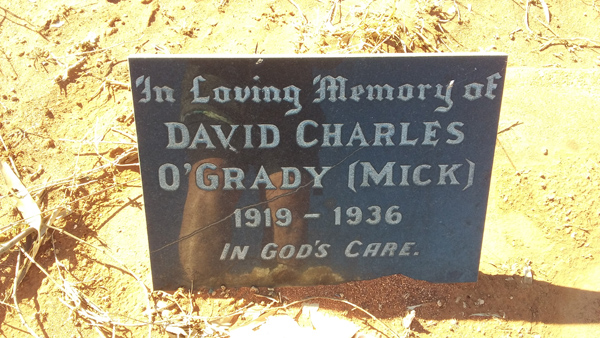 In Loving Memory of
DAVID CHARLES
O'GRADY (MICK)
1919 - 1936
IN GOD'S CARE.